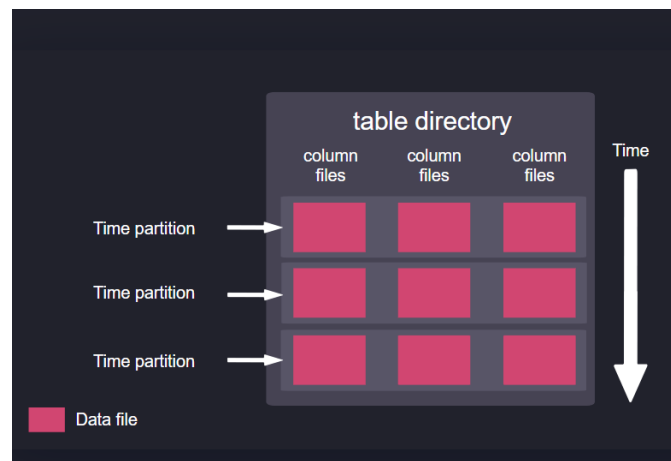 table directory
column files
column files
column files
Time
Time partition
Time partition
Time partition
Data file